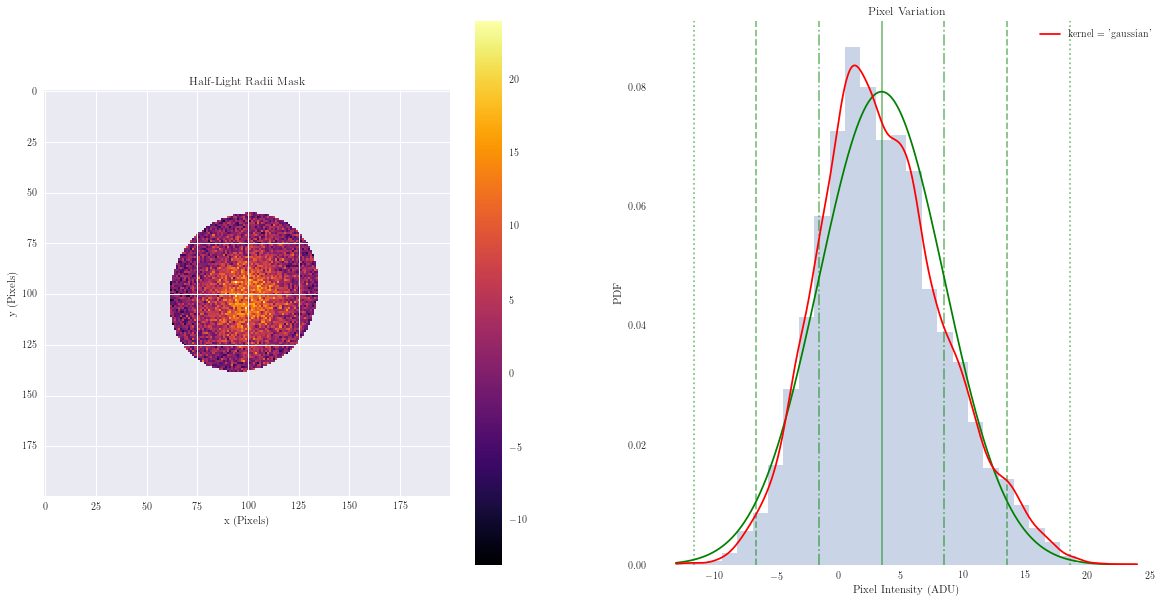 Half-Light Radii Mask
0
25
50
75
100
125
150
175
y (Pixels)
0 25 50 75 100 125 150 175
x (Pixels)
20
15
10
5
0
−5
−10
Pixel Variation
kernel = 'gaussian'
0.08
0.06
0.04
0.02
0.00
PDF
−10 −5 0 5 10 15 20 25
Pixel Intensity (ADU)